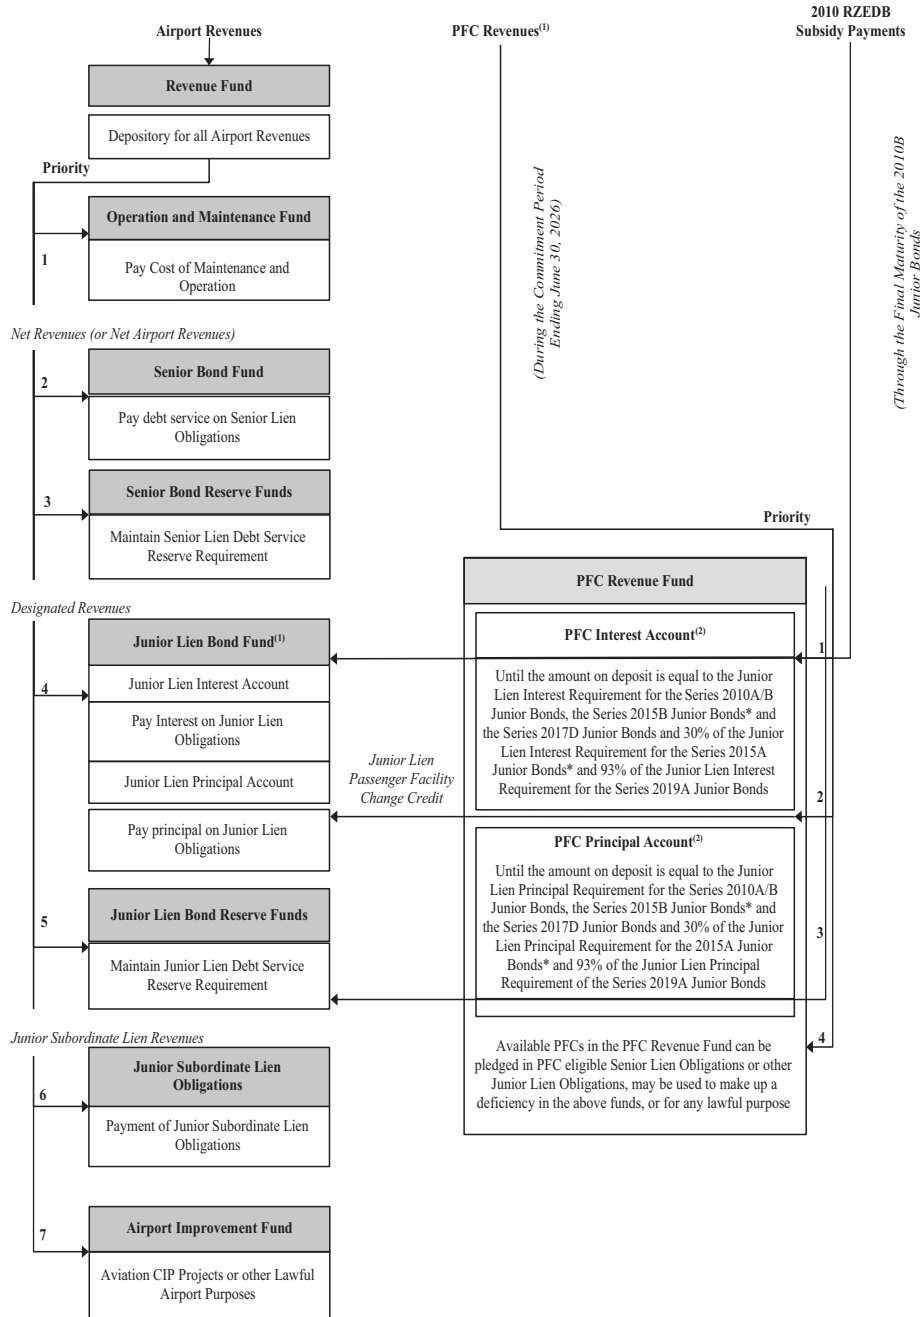 Airport Revenues
PFC Revenues(1)
2010 RZEDB
Subsidy Payments
Revenue Fund
Depository for all Airport Revenues
Priority
Operation and Maintenance Fund
1
Pay Cost of Maintenance and
Operation
Net Revenues (or Net Airport Revenues)
Senior Bond Fund
2
Pay debt service on Senior Lien
Obligations
Senior Bond Reserve Funds
3
Maintain Senior Lien Debt Service
Reserve Requirement
Designated Revenues
Junior Lien Bond Fund(1)
4
Junior Lien Interest Account
Pay Interest on Junior Lien
Obligations
Junior Lien Principal Account
Pay principal on Junior Lien
Obligations
5
Junior Lien Bond Reserve Funds
Maintain Junior Lien Debt Service
Reserve Requirement
Junior Subordinate Lien Revenues
Junior Subordinate Lien
Obligations
6
Payment of Junior Subordinate Lien
Obligations
Airport Improvement Fund
7
Aviation CIP Projects or other Lawful
Airport Purposes
(During the Commitment Period
Ending June 30, 2026)
(Through the Final Maturity of the 2010B
Junior Bonds
Priority
PFC Revenue Fund
PFC Interest Account(2)
1
Until the amount on deposit is equal to the Junior
Lien Interest Requirement for the Series 2010A/B
Junior Bonds, the Series 2015B Junior Bonds* and
the Series 2017D Junior Bonds and 30% of the Junior
Lien Interest Requirement for the Series 2015A
Junior Bonds* and 93% of the Junior Lien Interest
Requirement for the Series 2019A Junior Bonds
Junior Lien
Passenger Facility
Change Credit
2
PFC Principal Account(2)
Until the amount on deposit is equal to the Junior
Lien Principal Requirement for the Series 2010A/B
Junior Bonds, the Series 2015B Junior Bonds* and
the Series 2017D Junior Bonds and 30% of the Junior
Lien Principal Requirement for the 2015A Junior
Bonds* and 93% of the Junior Lien Principal
Requirement of the Series 2019A Junior Bonds
3
Available PFCs in the PFC Revenue Fund can be
pledged in PFC eligible Senior Lien Obligations or other
Junior Lien Obligations, may be used to make up a
deficiency in the above funds, or for any lawful purpose
4